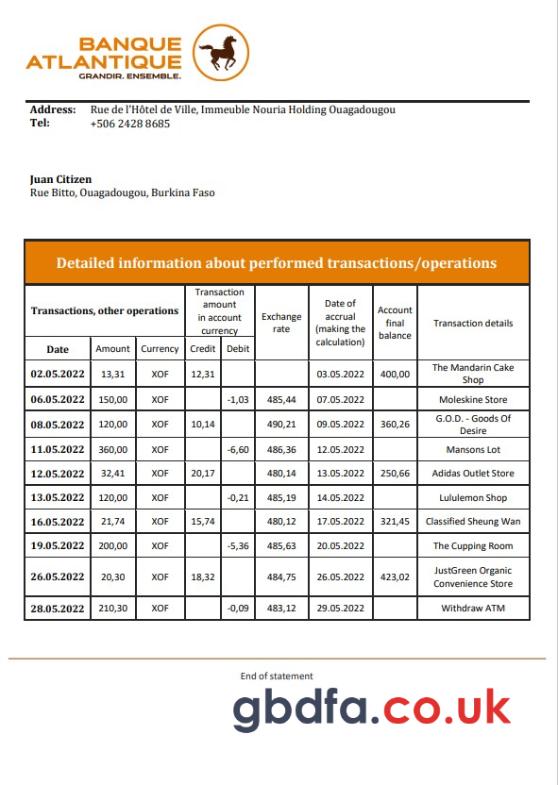 BANQUE
ATLANTIQUE
GRANDIR. ENSEMBLE.
Address: Rue de l'Hôtel de Ville, Immeuble Nouria Holding Ouagadougou
Tel: +506 2428 8685
Juan Citizen
Rue Bitto, Ouagadougou, Burkina Faso
Detailed information about performed transactions/operations
Transactions, other operations
Transaction
amount
in account
currency
Exchange
rate
Date of
accrual
(making the
calculation)
Account
final
balance
Transaction details
Date Amount Currency Credit Debit
02.05.2022 13,31 XOF 12,31 03.05.2022 400,00 The Mandarin Cake
Shop
06.05.2022 150,00 XOF -1,03 485,44 07.05.2022 Moleskine Store
08.05.2022 120,00 XOF 10,14 490,21 09.05.2022 360,26 G.O.D. - Goods Of
Desire
11.05.2022 360,00 XOF -6,60 486,36 12.05.2022 Mansons Lot
12.05.2022 32,41 XOF 20,17 480,14 13.05.2022 250,66 Adidas Outlet Store
13.05.2022 120,00 XOF -0,21 485,19 14.05.2022 Lululemon Shop
16.05.2022 21,74 XOF 15,74 480,12 17.05.2022 321,45 Classified Sheung Wan
19.05.2022 200,00 XOF -5,36 485,63 20.05.2022 The Cupping Room
26.05.2022 20,30 XOF 18,32 484,75 26.05.2022 423,02 JustGreen Organic
Convenience Store
28.05.2022 210,30 XOF -0,09 483,12 29.05.2022 Withdraw ATM
End of statement
gbdfa.co.uk